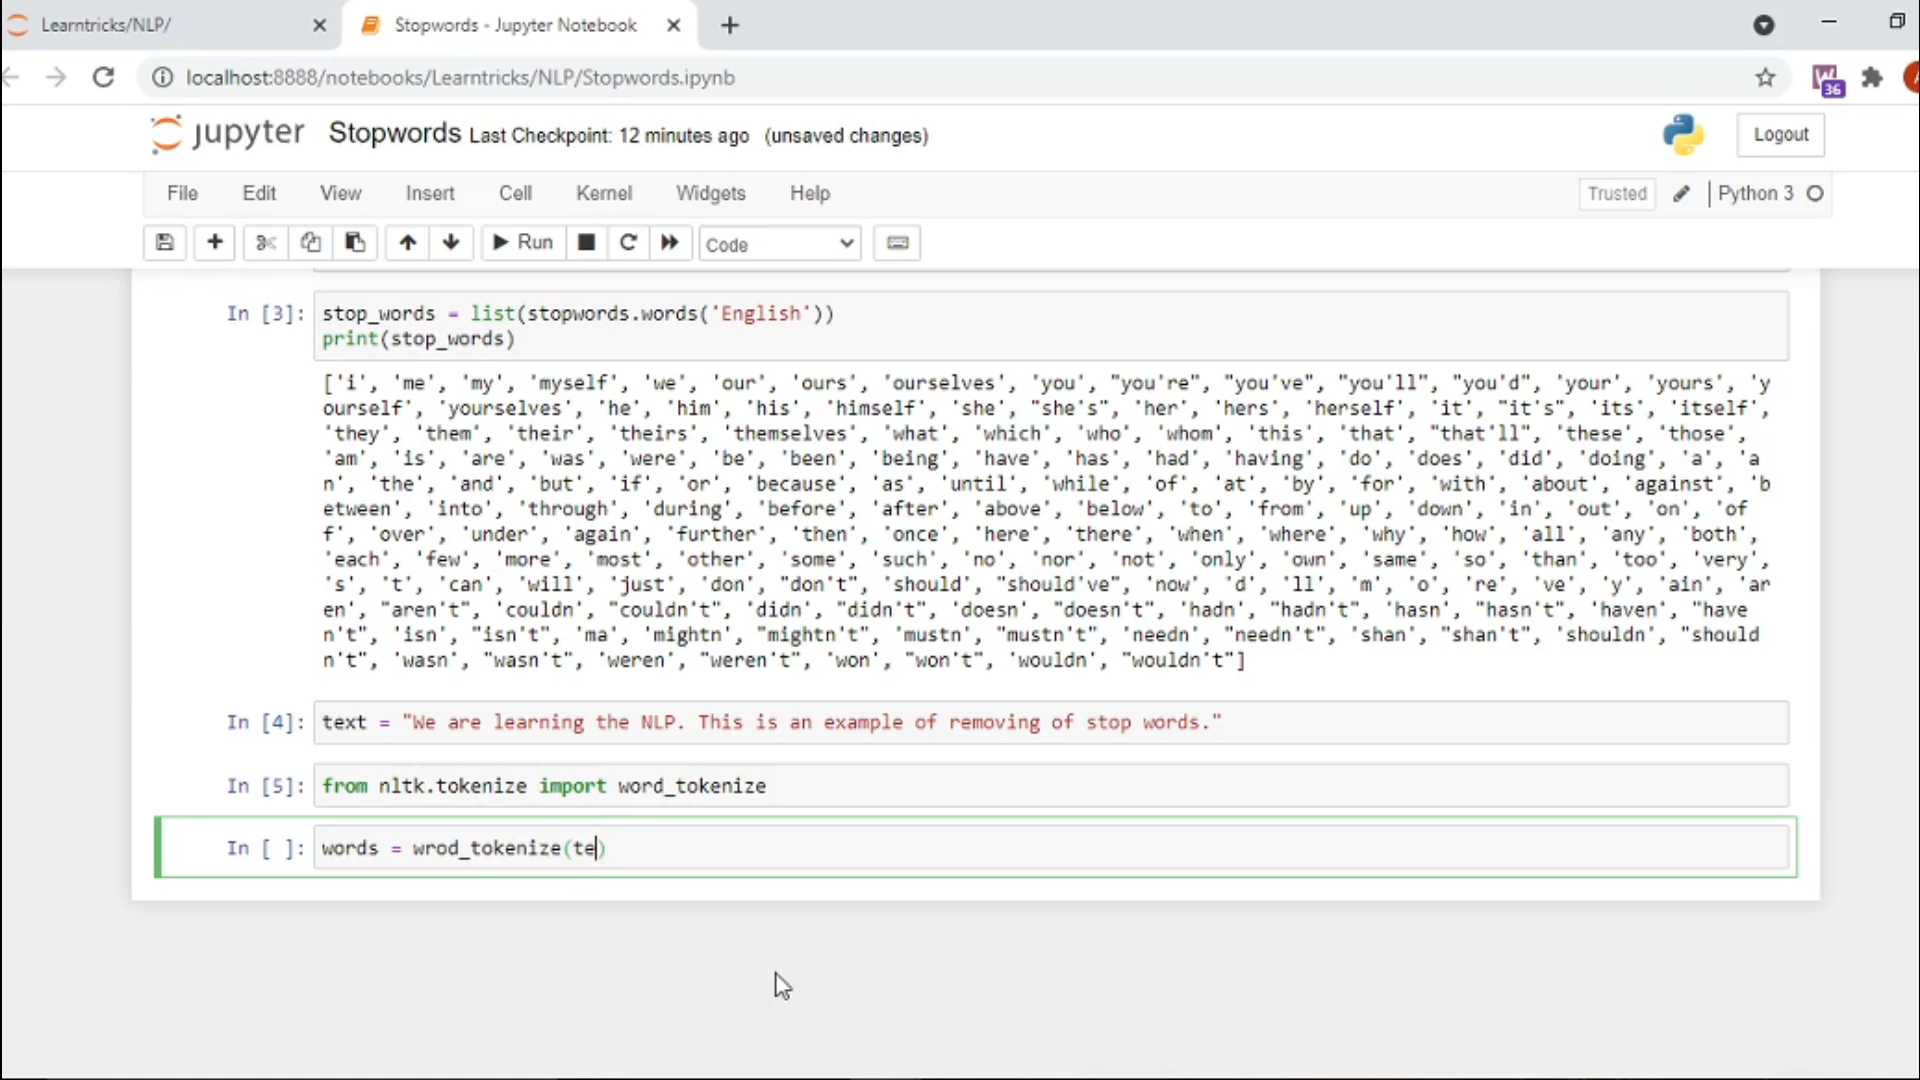 Learntricks/NLP/
Stopwords - Jupyter Notebook
localhost:8888/notebooks/Learntricks/NLP/Stopwords.ipynb
36
jupyter Stopwords Last Checkpoint: 12 minutes ago (unsaved changes)
Logout
File Edit View Insert Cell Kernel Widgets Help
Trusted Python 3
Run Code
In [3]: stop_words = list(stopwords.words('English'))
print(stop_words)
['i', 'me', 'my', 'myself', 'we', 'our', 'ours', 'ourselves', 'you', "you're", "you've", "you'll", "you'd", 'your', 'yours', 'y
ourself', 'yourselves', 'he', 'him', 'his', 'himself', 'she', "she's", 'her', 'hers', 'herself', 'it', "it's", 'its', 'itself',
'they', 'them', 'their', 'theirs', 'themselves', 'what', 'which', 'who', 'whom', 'this', 'that', "that'll", 'these', 'those',
'am', 'is', 'are', 'was', 'were', 'be', 'been', 'being', 'have', 'has', 'had', 'having', 'do', 'does', 'did', 'doing', 'a', 'a
n', 'the', 'and', 'but', 'if', 'or', 'because', 'as', 'until', 'while', 'of', 'at', 'by', 'for', 'with', 'about', 'against', 'b
etween', 'into', 'through', 'during', 'before', 'after', 'above', 'below', 'to', 'from', 'up', 'down', 'in', 'out', 'on', 'of
f', 'over', 'under', 'again', 'further', 'then', 'once', 'here', 'there', 'when', 'where', 'why', 'how', 'all', 'any', 'both',
'each', 'few', 'more', 'most', 'other', 'some', 'such', 'no', 'nor', 'not', 'only', 'own', 'same', 'so', 'than', 'too', 'very',
's', 't', 'can', 'will', 'just', 'don', "don't", 'should', "should've", 'now', 'd', 'll', 'm', 'o', 're', 've', 'y', 'ain', 'ar
en', "aren't", 'couldn', "couldn't", 'didn', "didn't", 'doesn', "doesn't", 'hadn', "hadn't", 'hasn', "hasn't", 'haven', "have
n't", 'isn', "isn't", 'ma', 'mightn', "mightn't", 'mustn', "mustn't", 'needn', "needn't", 'shan', "shan't", 'shouldn', "should
n't", 'wasn', "wasn't", 'weren', "weren't", 'won', "won't", 'wouldn', "wouldn't"]
In [4]: text = "We are learning the NLP. This is an example of removing of stop words."
In [5]: from nltk.tokenize import word_tokenize
In [ ]: words = wrod_tokenize(te)